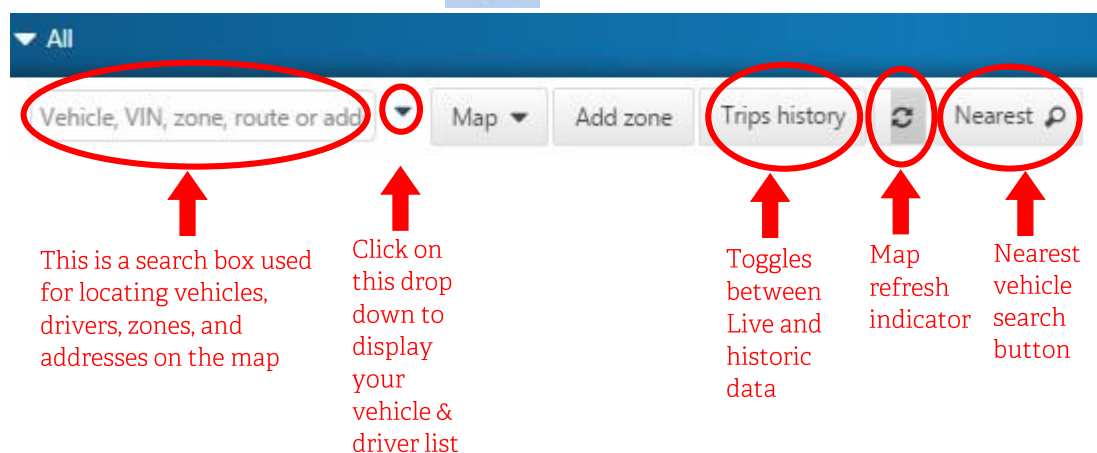 All
Vehicle, VIN, zone, route or add
Map
Add zone
Trips history
Nearest
This is a search box used
for locating vehicles,
drivers, zones, and
addresses on the map
Click on
this drop
down to
display
your
vehicle &
driver list
Toggles
between
Live and
historic
data
Map
refresh
indicator
Nearest
vehicle
search
button